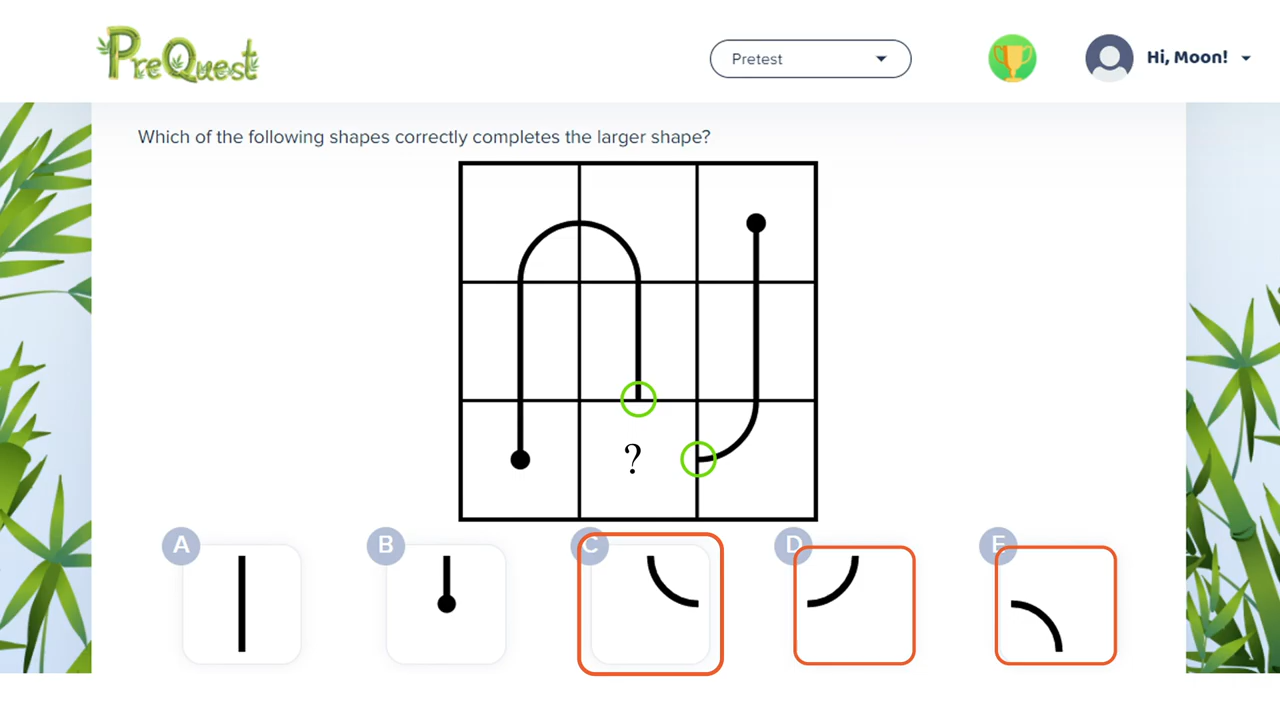 PreQuest
Pretest
Hi, Moon!
Which of the following shapes correctly completes the larger shape?
?
A
B
C
D
E